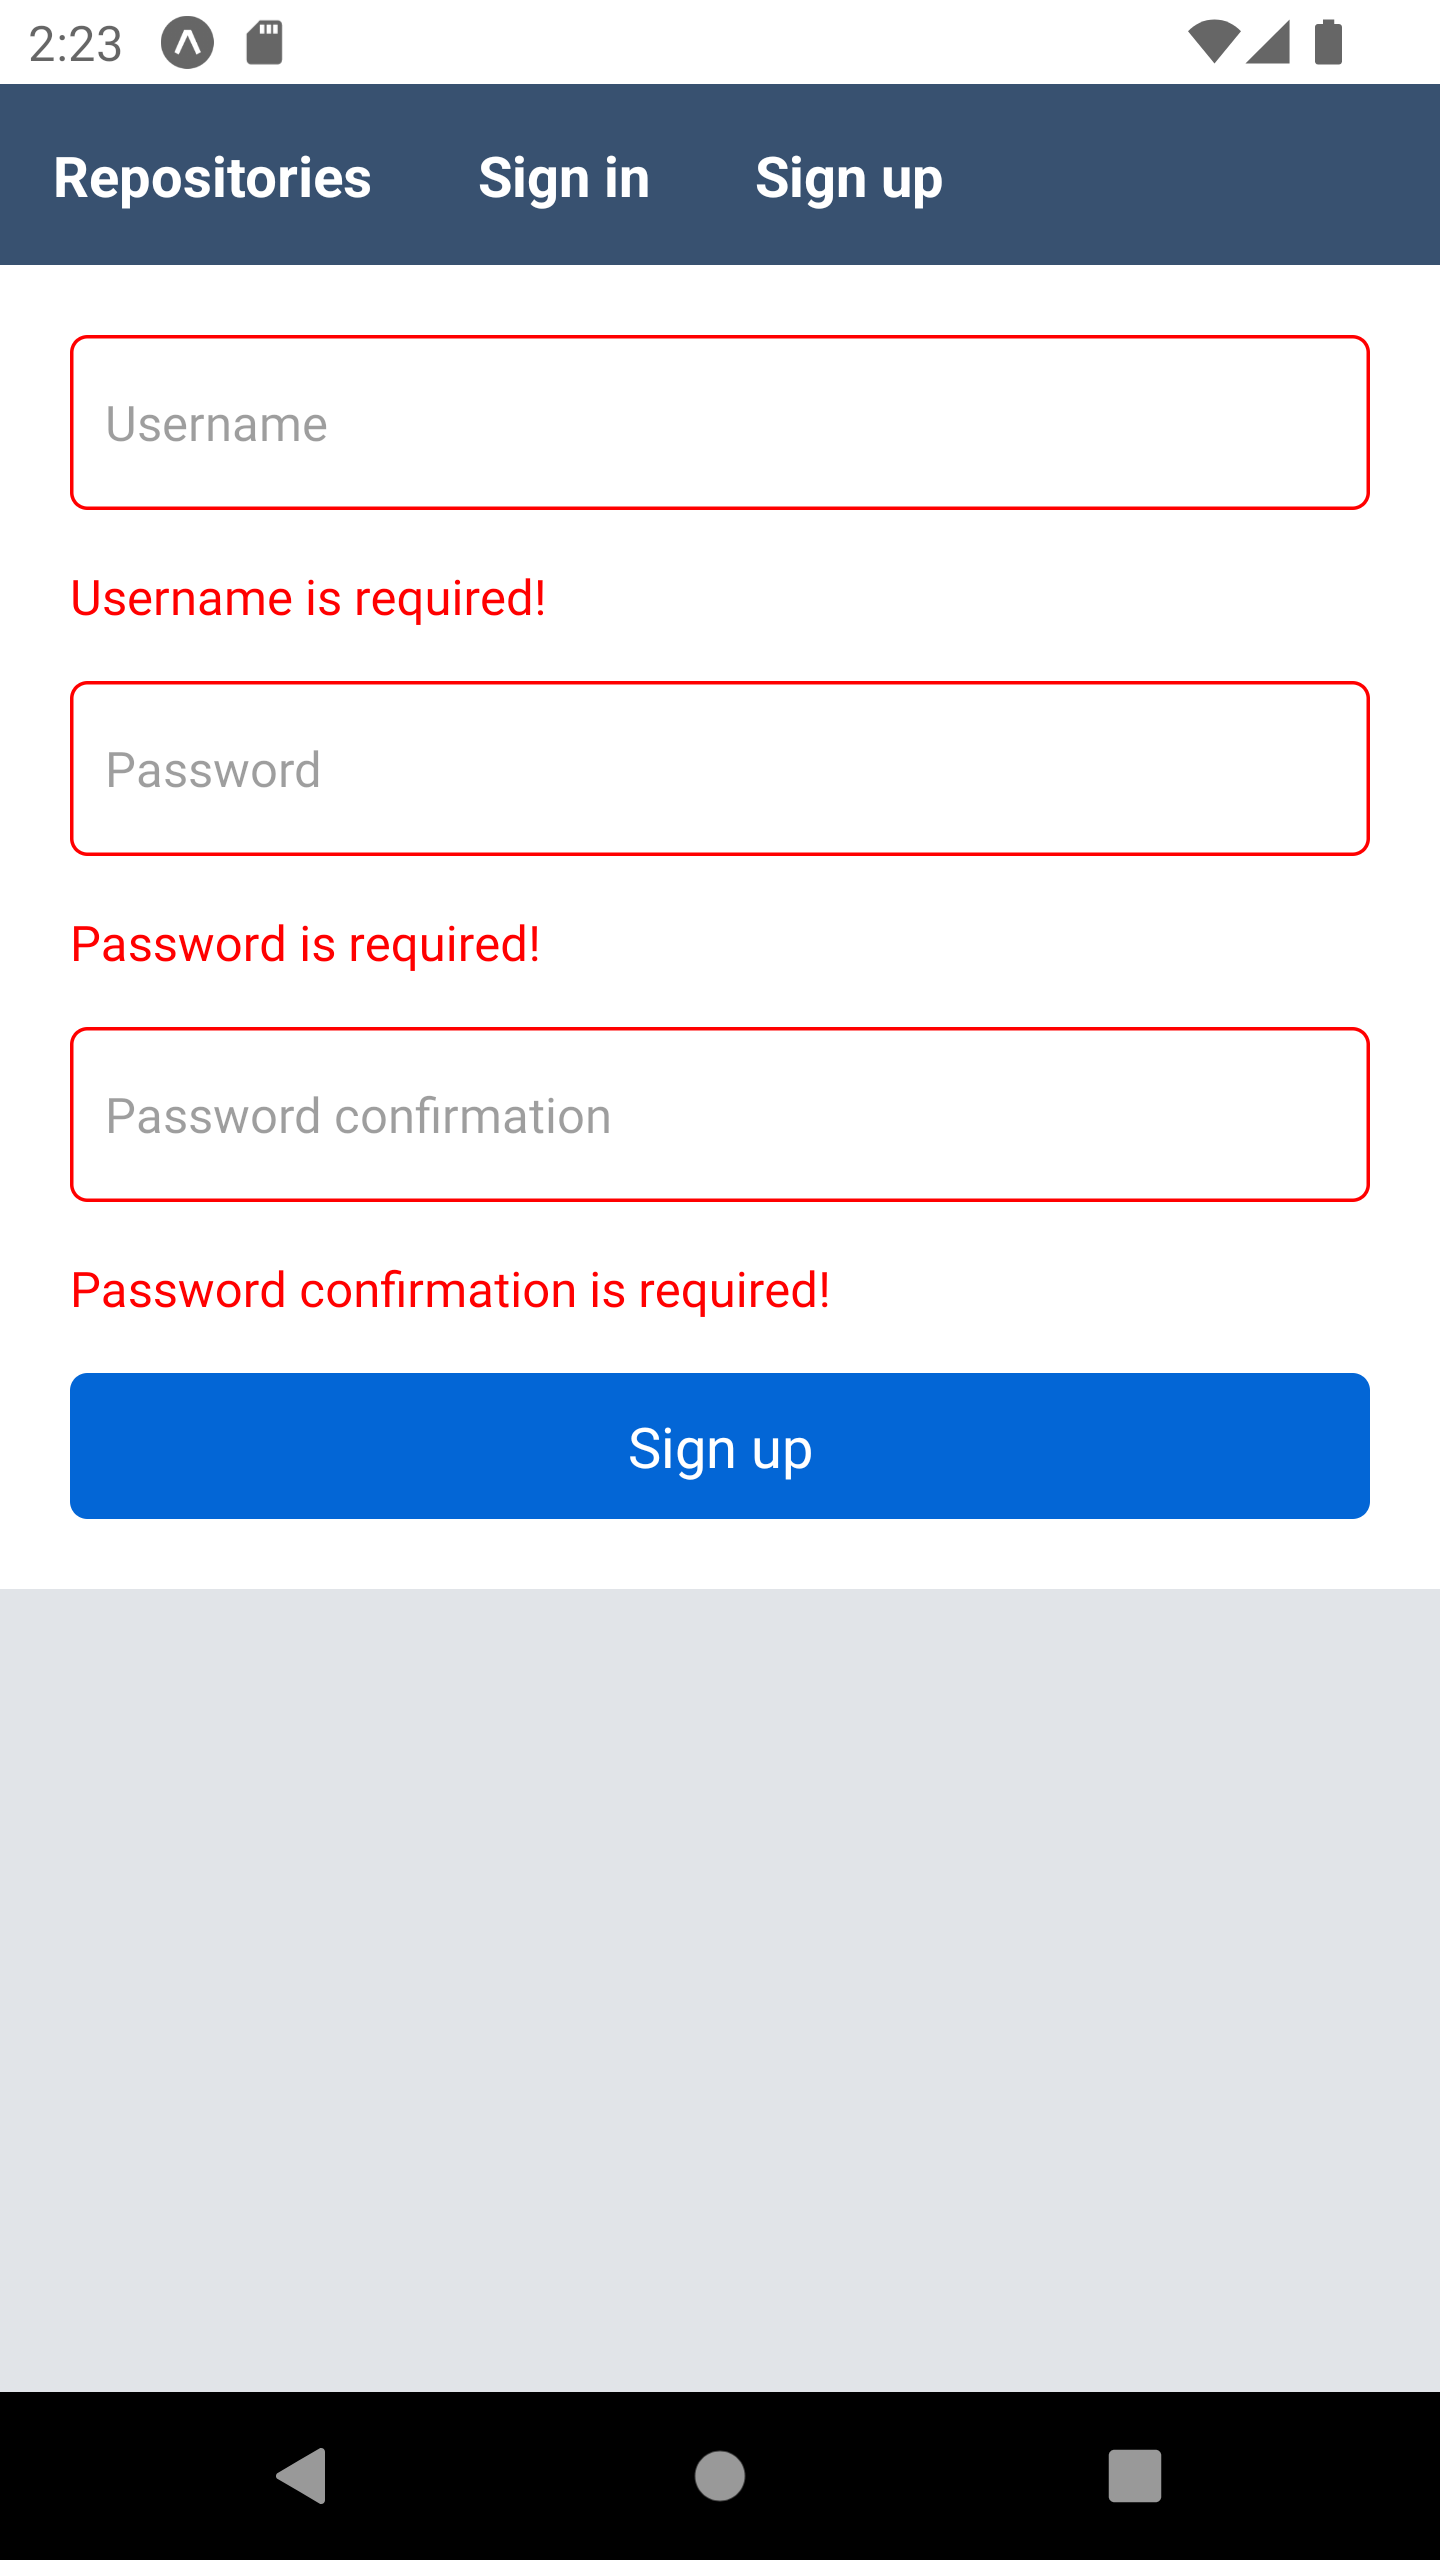 2:23
Repositories Sign in Sign up
Username
Username is required!
Password
Password is required!
Password confirmation
Password confirmation is required!
Sign up